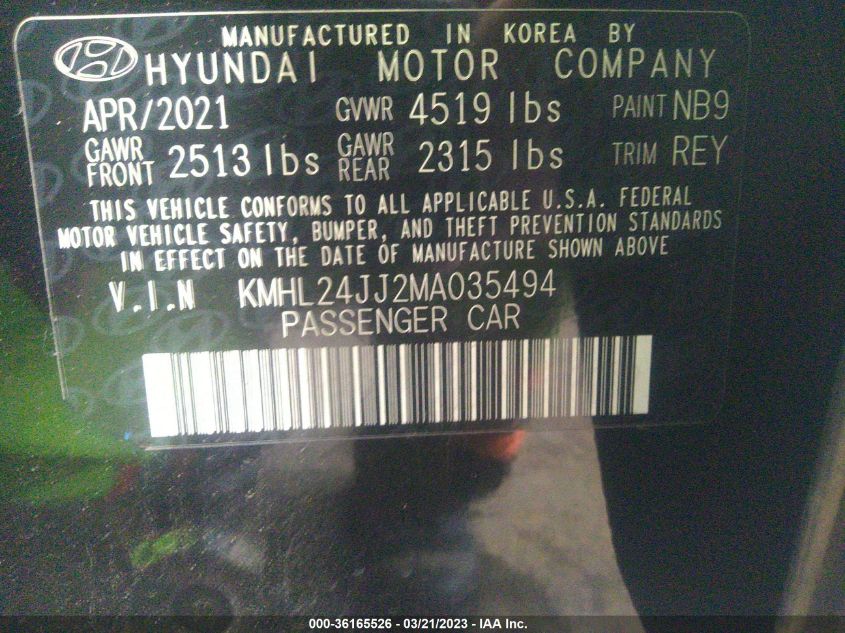 MANUFACTURED IN KOREA BY
HYUNDAI MOTOR COMPANY
APR/2021 GVWR 4519 lbs PAINT NB9
GAWR FRONT 2513 lbs GAWR REAR 2315 lbs TRIM REY
THIS VEHICLE CONFORMS TO ALL APPLICABLE U.S.A. FEDERAL
MOTOR VEHICLE SAFETY, BUMPER, AND THEFT PREVENTION STANDARDS
IN EFFECT ON THE DATE OF MANUFACTURE SHOWN ABOVE
V.I.N KMHL24JJ2MA035494
PASSENGER CAR
000-36165526 - 03/21/2023 - IAA Inc.